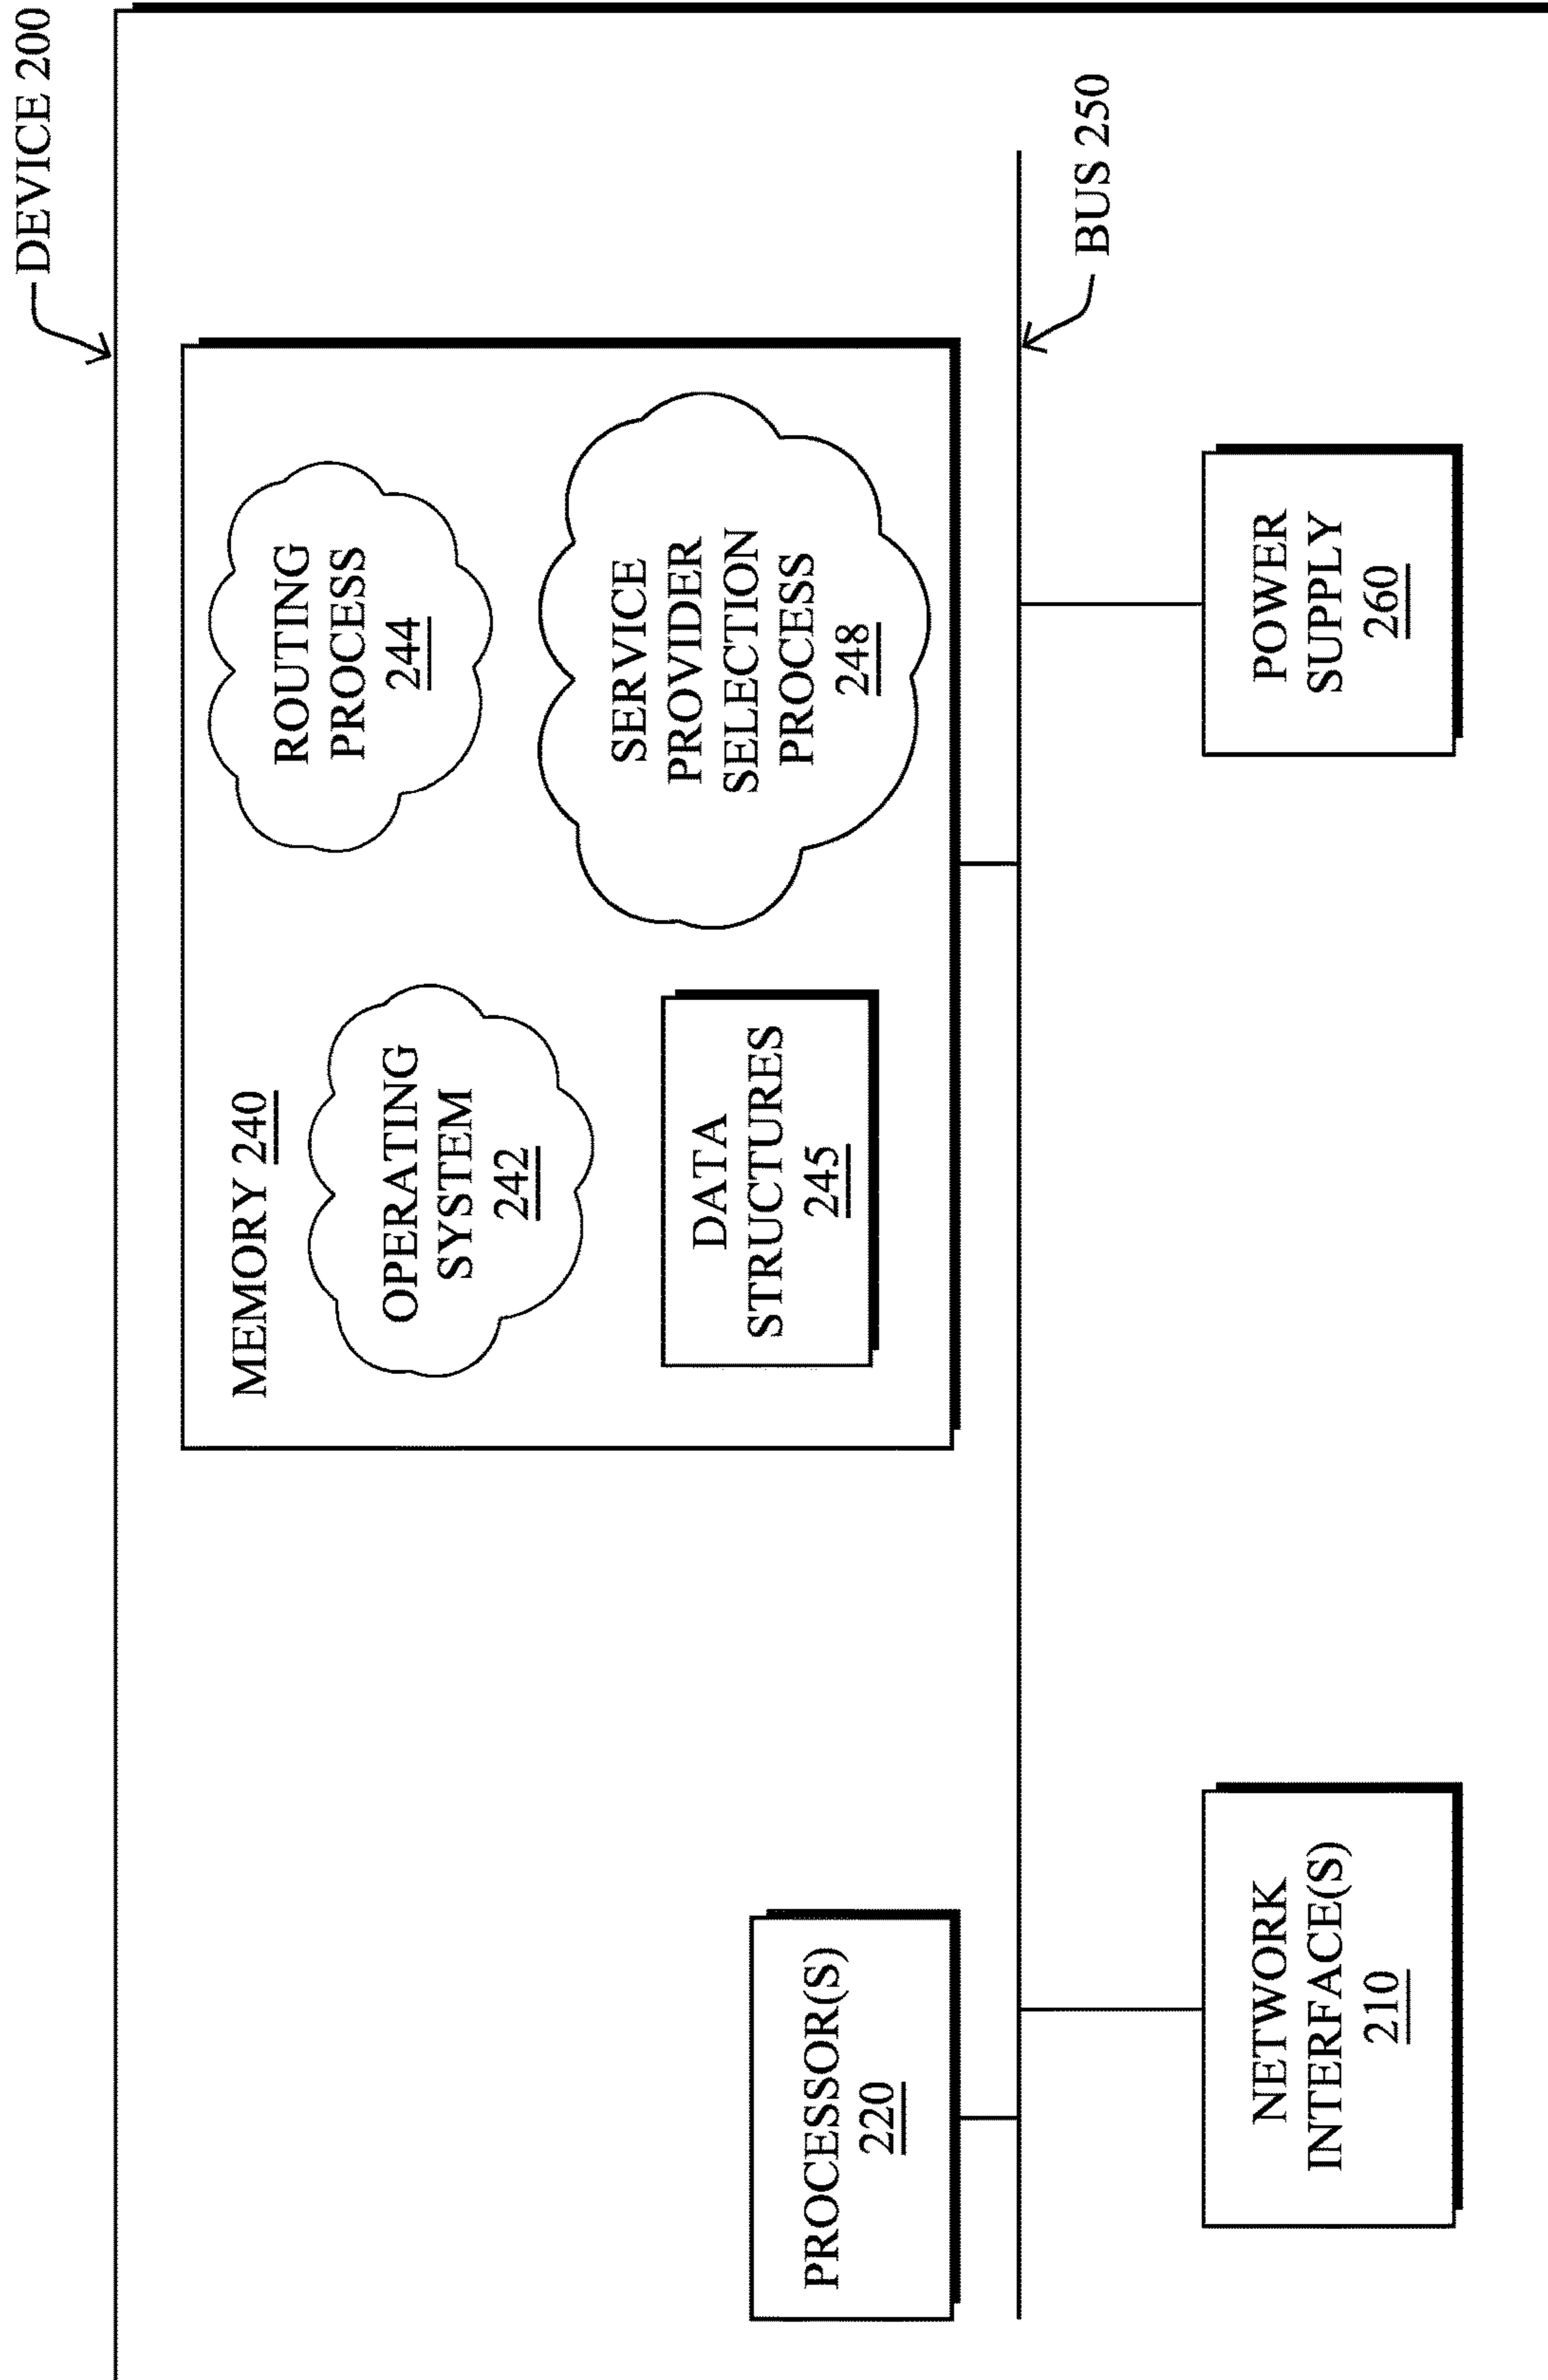 DEVICE 200
MEMORY 240
OPERATING
SYSTEM
242
ROUTING
PROCESS
244
DATA
STRUCTURES
245
SERVICE
PROVIDER
SELECTION
PROCESS
248
PROCESSOR(S)
220
BUS 250
NETWORK
INTERFACE(S)
210
POWER
SUPPLY
260